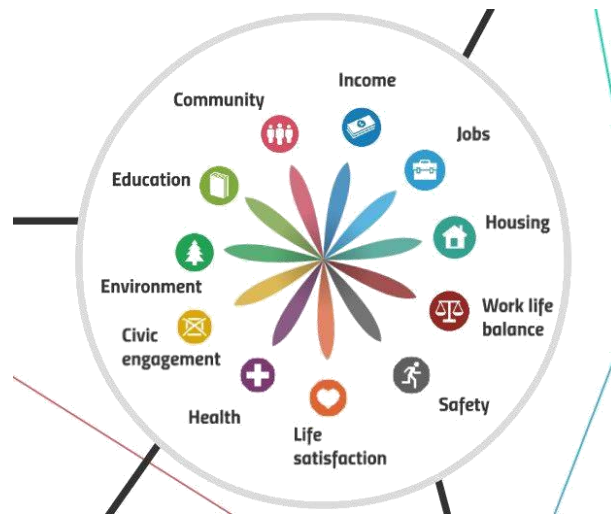 Income
Community
Jobs
Education
Housing
Environment
Work life
balance
Civic
engagement
Safety
Health
Life
satisfaction